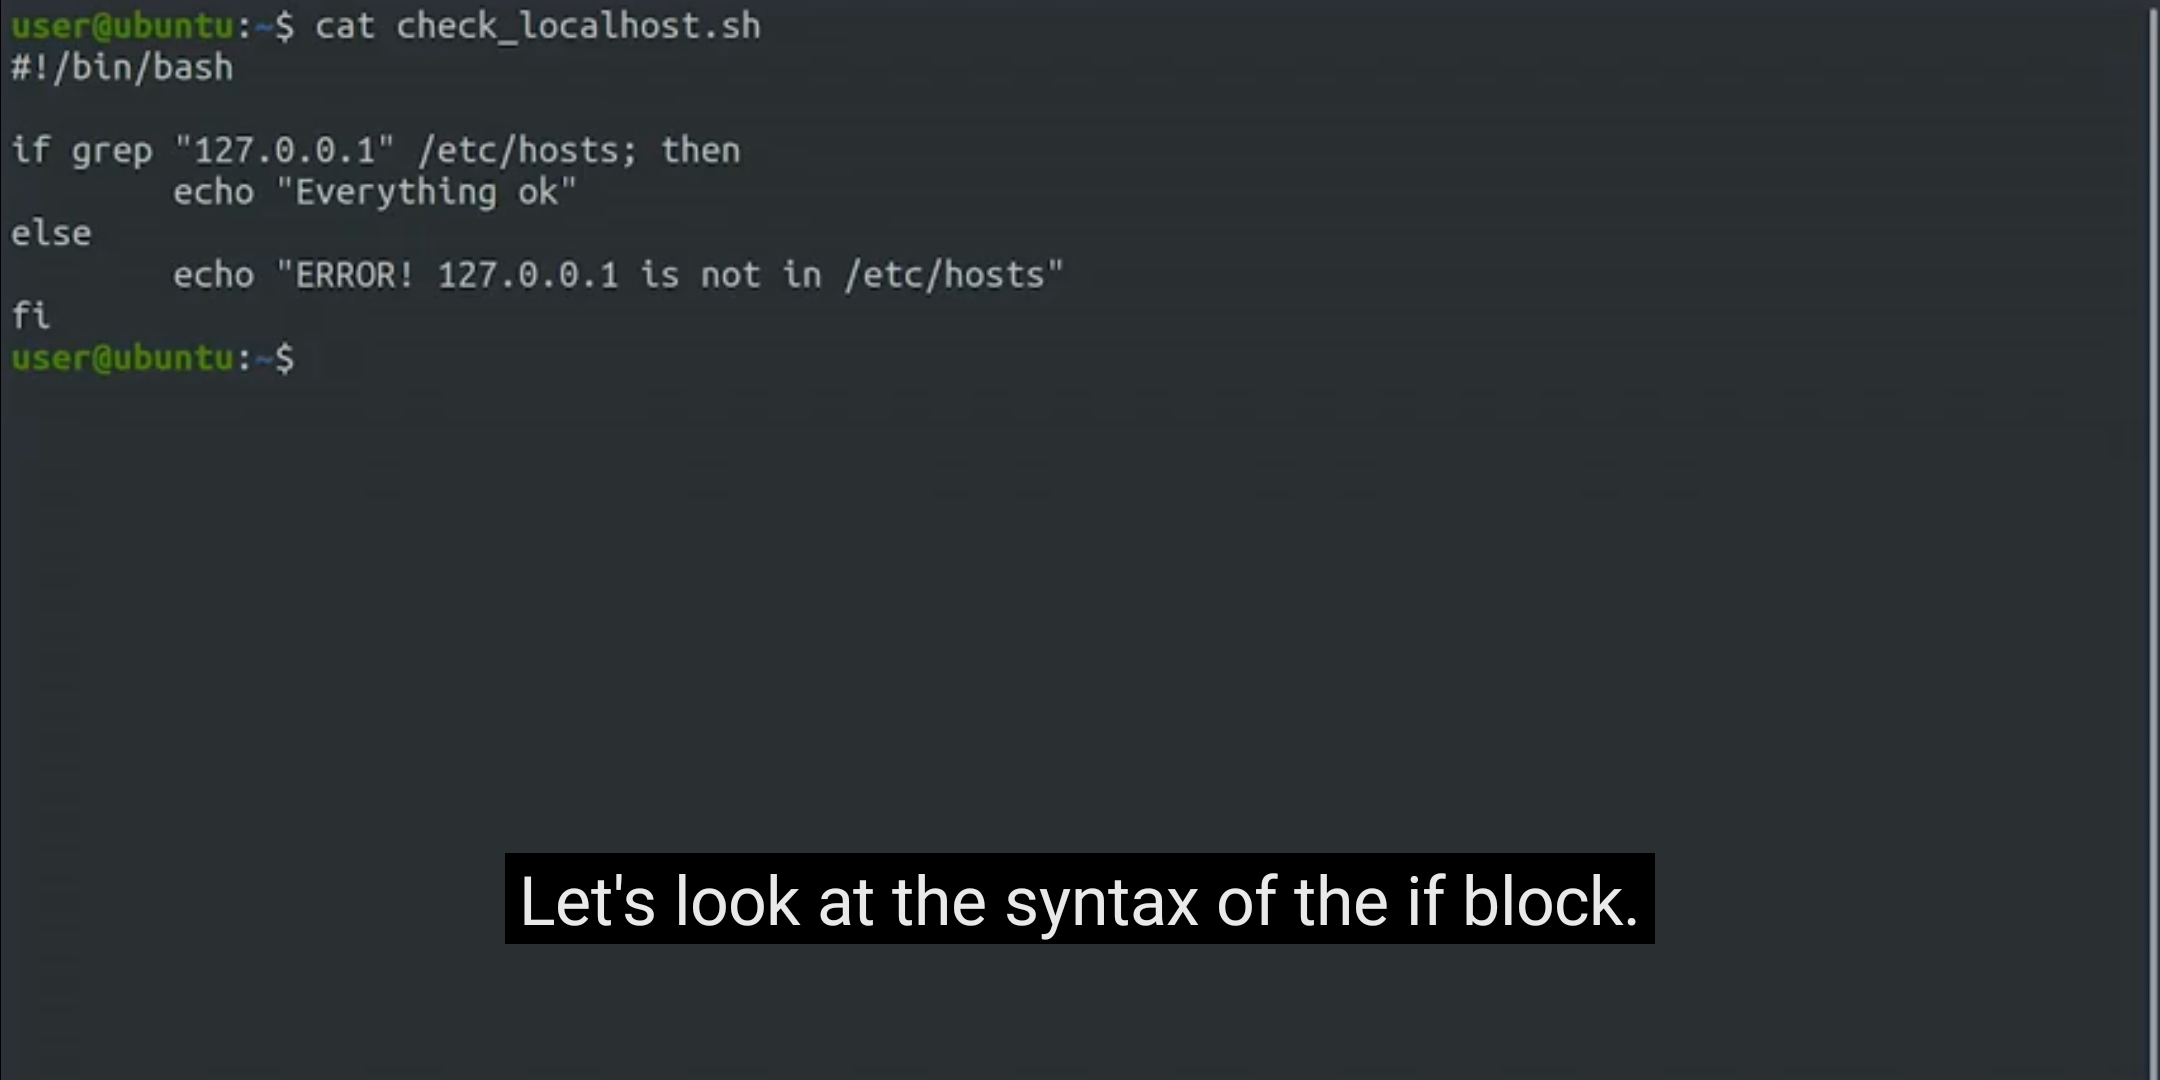 user@ubuntu:~$ cat check_localhost.sh
#!/bin/bash
if grep "127.0.0.1" /etc/hosts; then
        echo "Everything ok"
else
        echo "ERROR! 127.0.0.1 is not in /etc/hosts"
fi
user@ubuntu:~$
Let's look at the syntax of the if block.